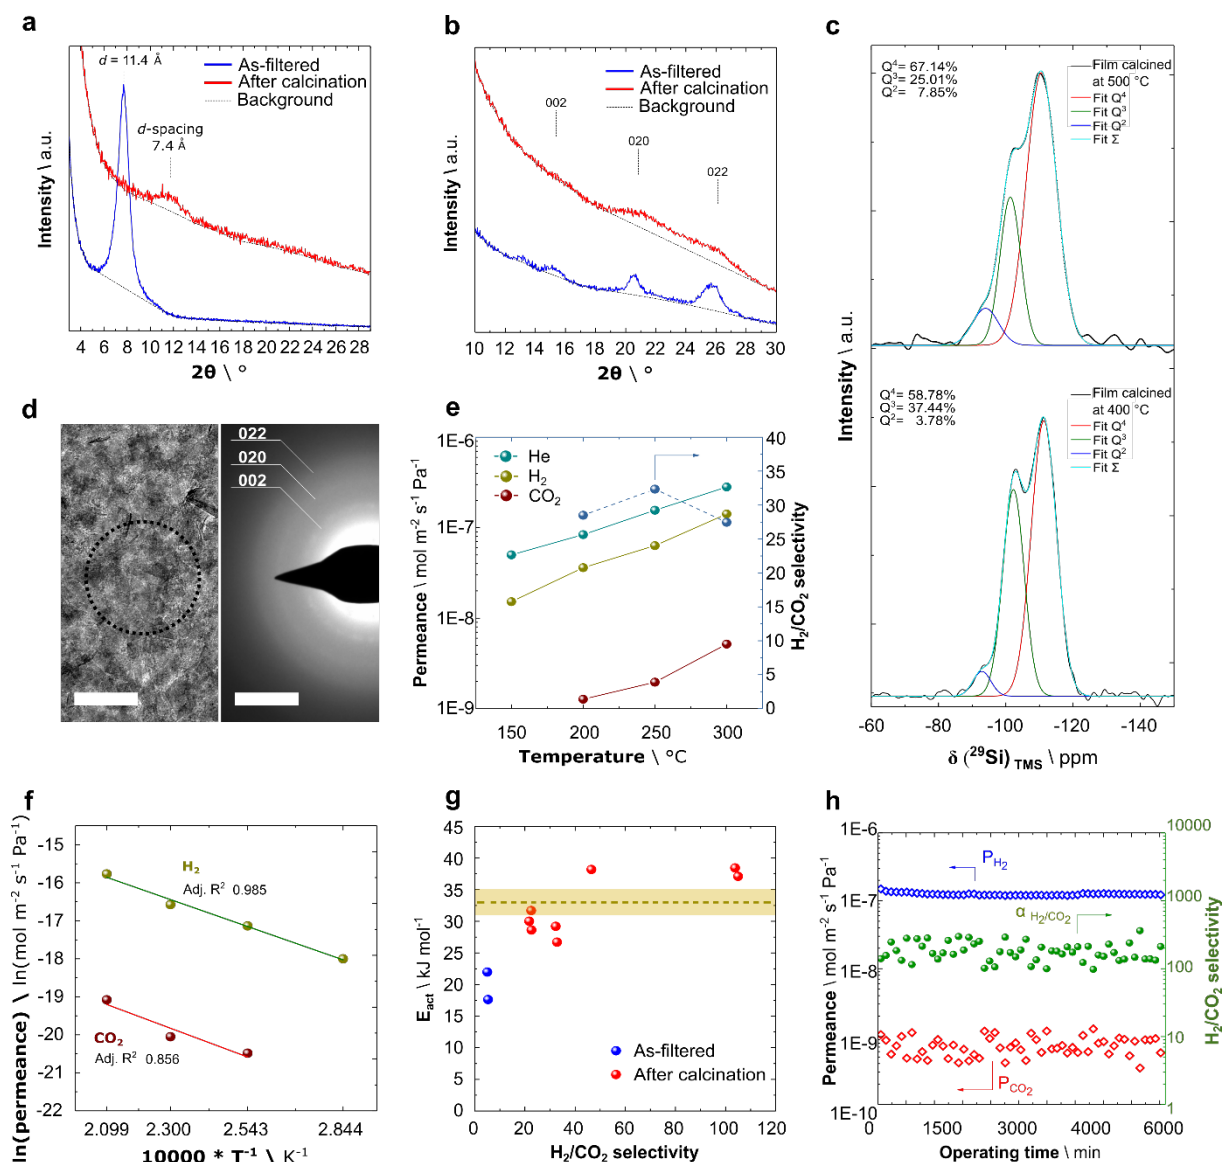 a
d = 11.4 Å
As-filtered
After calcination
Background
d-spacing
7.4 Å
Intensity \ a.u.
4 6 8 10 12 14 16 18 20 22 24 26 28
2θ \ °
b
As-filtered
After calcination
Background
002
020
022
Intensity \ a.u.
10 12 14 16 18 20 22 24 26 28 30
2θ \ °
c
Q⁴= 67.14%
Q³= 25.01%
Q²= 7.85%
Film calcined
at 500 °C
Fit Q⁴
Fit Q³
Fit Q²
Fit Σ
Q⁴= 58.78%
Q³= 37.44%
Q²= 3.78%
Film calcined
at 400 °C
Fit Q⁴
Fit Q³
Fit Q²
Fit Σ
Intensity \ a.u.
-60 -80 -100 -120 -140
δ (²⁹Si) TMS \ ppm
d
022
020
002
e
He
H₂
CO₂
Permeance \ mol m⁻² s⁻¹ Pa⁻¹
1E-6
1E-7
1E-8
1E-9
H₂/CO₂ selectivity
40
35
30
25
20
15
10
5
0
150 200 250 300
Temperature \ °C
f
H₂
Adj. R² 0.985
CO₂
Adj. R² 0.856
ln(permeance) \ ln(mol m⁻² s⁻¹ Pa⁻¹)
-15
-16
-17
-18
-19
-20
-21
-22
2.099 2.300 2.543 2.844
10000 * T⁻¹ \ K⁻¹
g
As-filtered
After calcination
Eact \ kJ mol⁻¹
45
40
35
30
25
20
15
10
5
0
0 20 40 60 80 100 120
H₂/CO₂ selectivity
h
P H₂
α H₂/CO₂
P CO₂
Permeance \ mol m⁻² s⁻¹ Pa⁻¹
1E-6
1E-7
1E-8
1E-9
1E-10
H₂/CO₂ selectivity
10000
1000
100
10
1
0 1500 3000 4500 6000
Operating time \ min